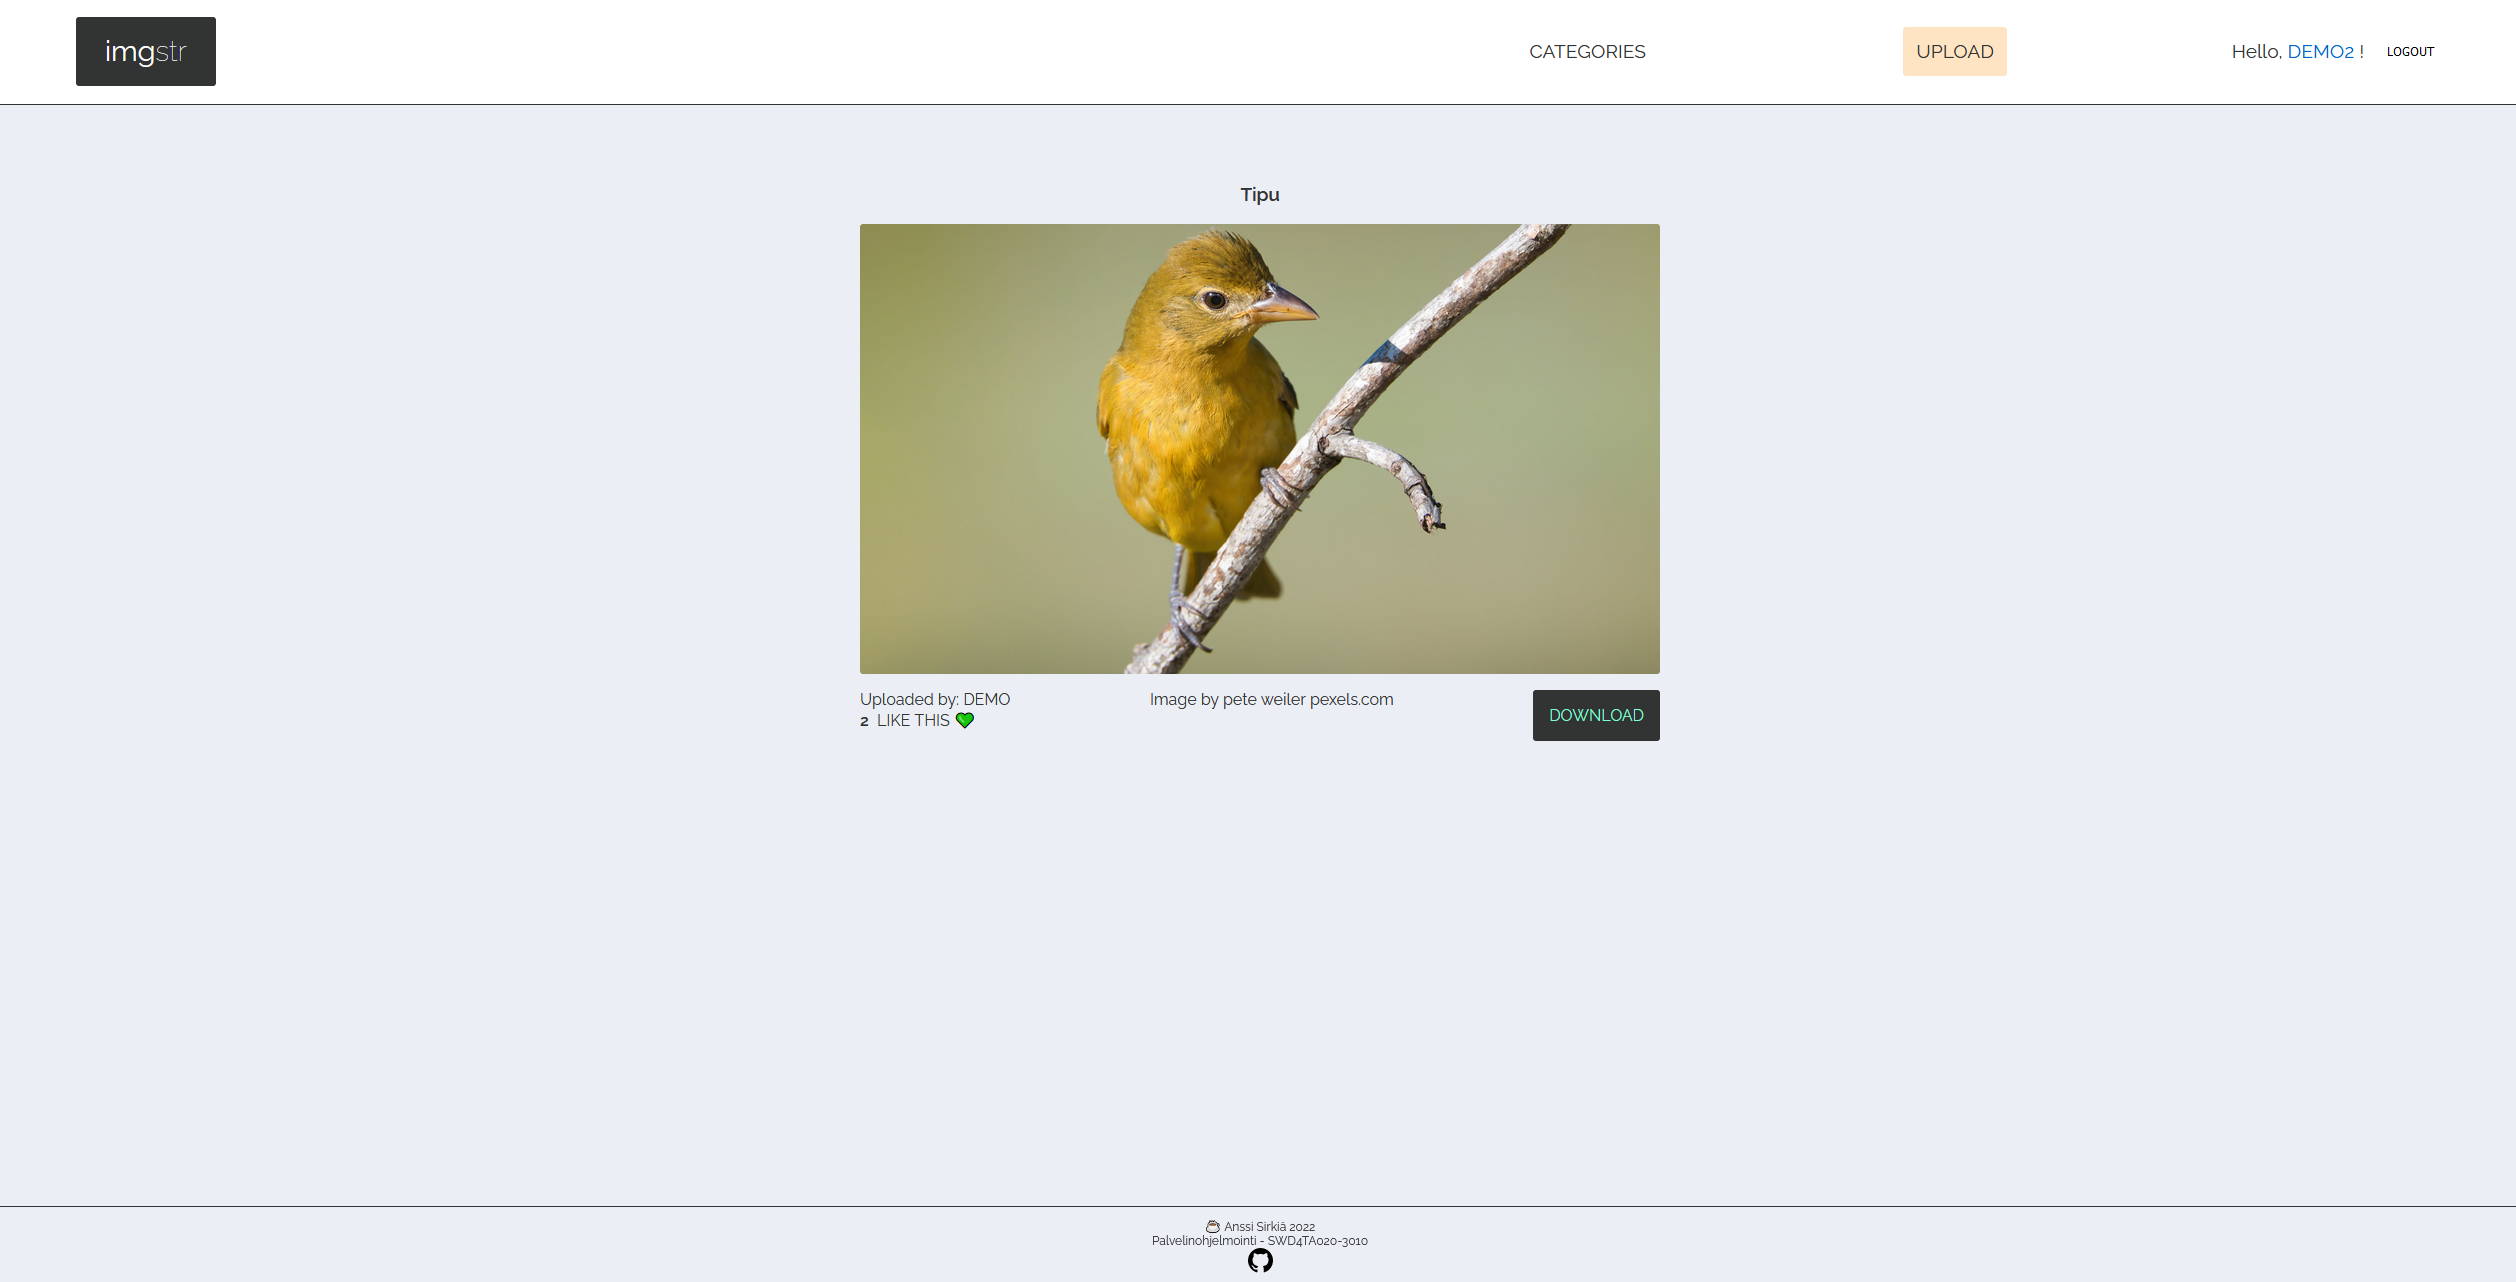 imgstr
CATEGORIES
UPLOAD
Hello, DEMO2 !
LOGOUT
Tipu
Uploaded by: DEMO
2 LIKE THIS
Image by pete weiler pexels.com
DOWNLOAD
Anssi Sirkiä 2022
Palvelinohjelmointi - SWD4TA020-3010